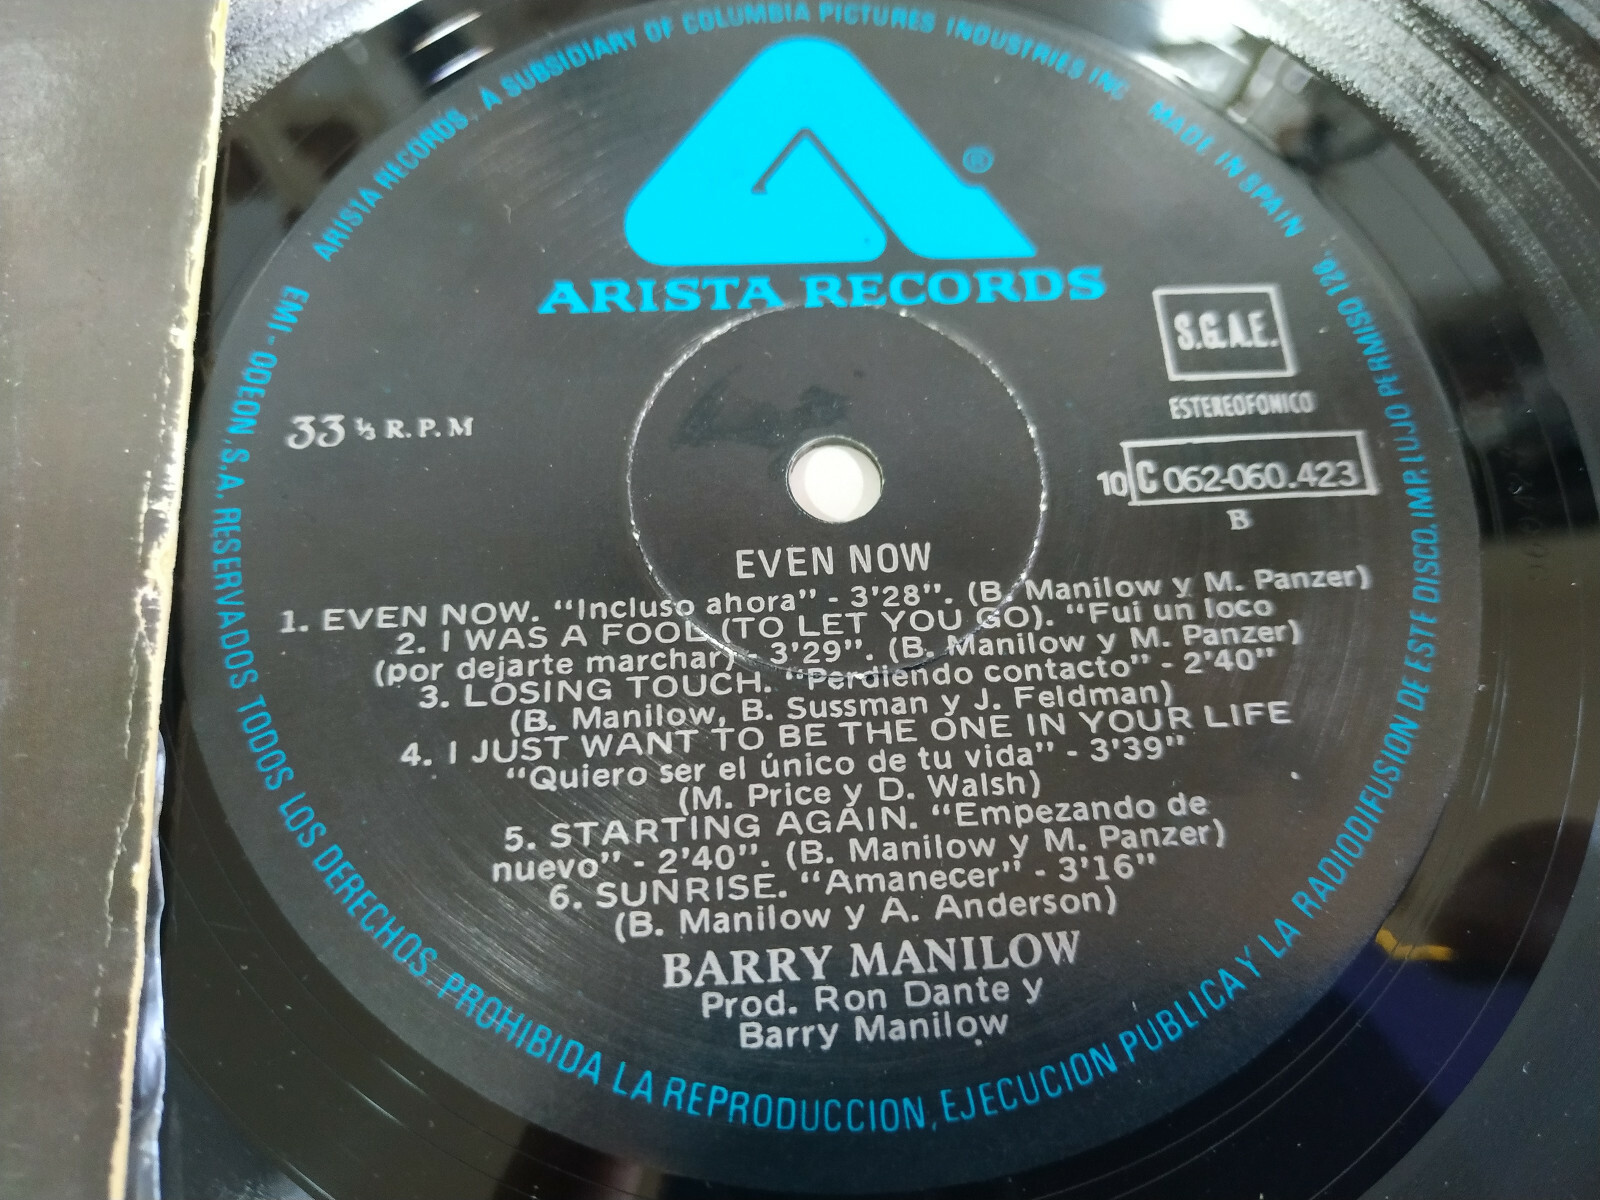 ARISTA RECORDS, A SUBSIDIARY OF COLUMBIA PICTURES INDUSTRIES INC MADE IN SPAIN
®
ARISTA RECORDS
S.G.A.E.
ESTEREOFONICO
33 ⅓ R.P.M
10 C 062-060.423
B
EVEN NOW
1. EVEN NOW. “Incluso ahora” - 3'28”. (B. Manilow y M. Panzer)
2. I WAS A FOOL (TO LET YOU GO). “Fui un loco
(por dejarte marchar) - 3'29”. (B. Manilow y M. Panzer)
3. LOSING TOUCH. “Perdiendo contacto” - 2'40”
(B. Manilow, B. Sussman y J. Feldman)
4. I JUST WANT TO BE THE ONE IN YOUR LIFE
“Quiero ser el único de tu vida” - 3'39”
(M. Price y D. Walsh)
5. STARTING AGAIN. “Empezando de
nuevo” - 2'40”. (B. Manilow y M. Panzer)
6. SUNRISE. “Amanecer” - 3'16”
(B. Manilow y A. Anderson)
BARRY MANILOW
Prod. Ron Dante y
Barry Manilow
EMI - ODEON, S.A. RESERVADOS TODOS LOS DERECHOS. PROHIBIDA LA REPRODUCCION, EJECUCION PUBLICA Y LA RADIODIFUSION DE ESTE DISCO. IMP. LUJO PERMISO 126.